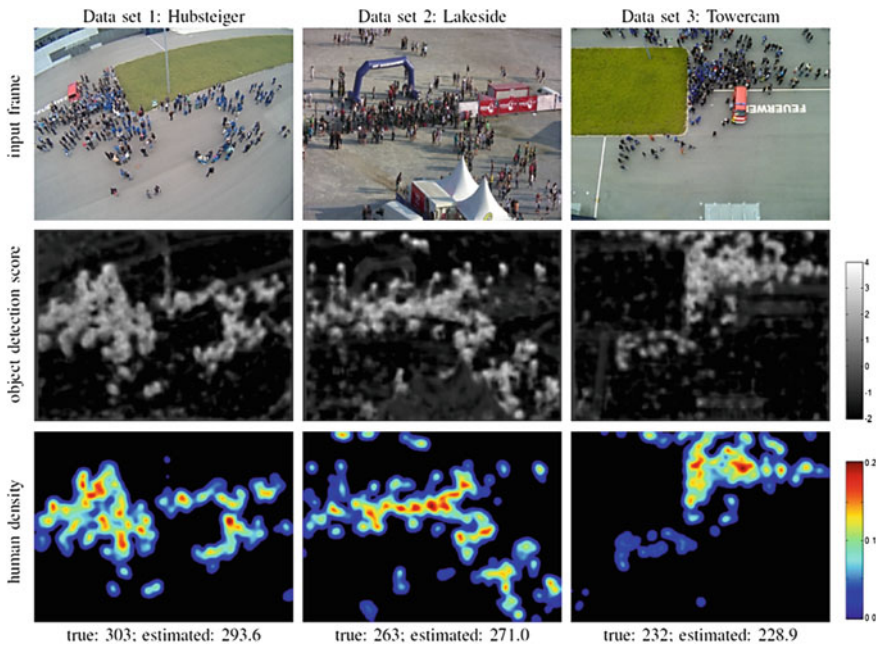 Data set 1: Hubsteiger
Data set 2: Lakeside
Data set 3: Towercam
input frame
FEUERWEH
object detection score
4
3
2
1
0
-1
-2
human density
0.2
0.1
0.0
true: 303; estimated: 293.6
true: 263; estimated: 271.0
true: 232; estimated: 228.9